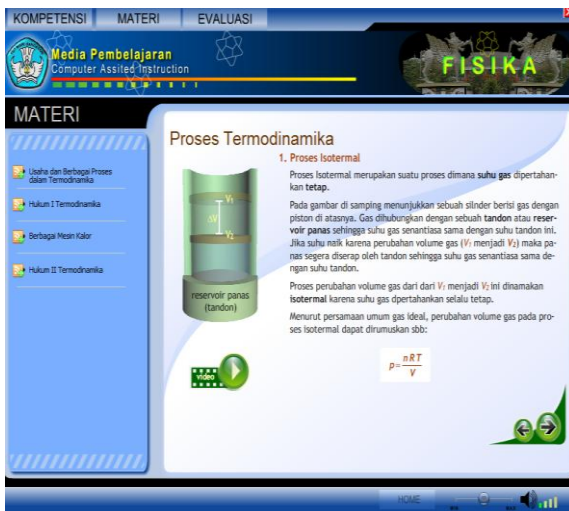 KOMPETENSI MATERI EVALUASI
Media Pembelajaran
Computer Assited Instruction
FISIKA
MATERI
Usaha dan Berbagai Proses
dalam Termodinamika
Hukum I Termodinamika
Berbagai Mesin Kalor
Hukum II Termodinamika
Proses Termodinamika
1. Proses Isotermal
Proses Isotermal merupakan suatu proses dimana suhu gas dipertahan-
kan tetap.
Pada gambar di samping menunjukkan sebuah silnder berisi gas dengan
piston di atasnya. Gas dihubungkan dengan sebuah tandon atau reser-
voir panas sehingga suhu gas senantiasa sama dengan suhu tandon ini.
Jika suhu naik karena perubahan volume gas (V₁ menjadi V₂) maka pa-
nas segera diserap oleh tandon sehingga suhu gas senantiasa sama de-
ngan suhu tandon.
Proses perubahan volume gas dari dari V₁ menjadi V₂ ini dinamakan
isotermal karena suhu gas dpertahankan selalu tetap.
Menurut persamaan umum gas ideal, perubahan volume gas pada pro-
ses isotermal dapat dirumuskan sbb:
p = nRT / V
V₁
ΔV
V₂
reservoir panas
(tandon)
video
HOME